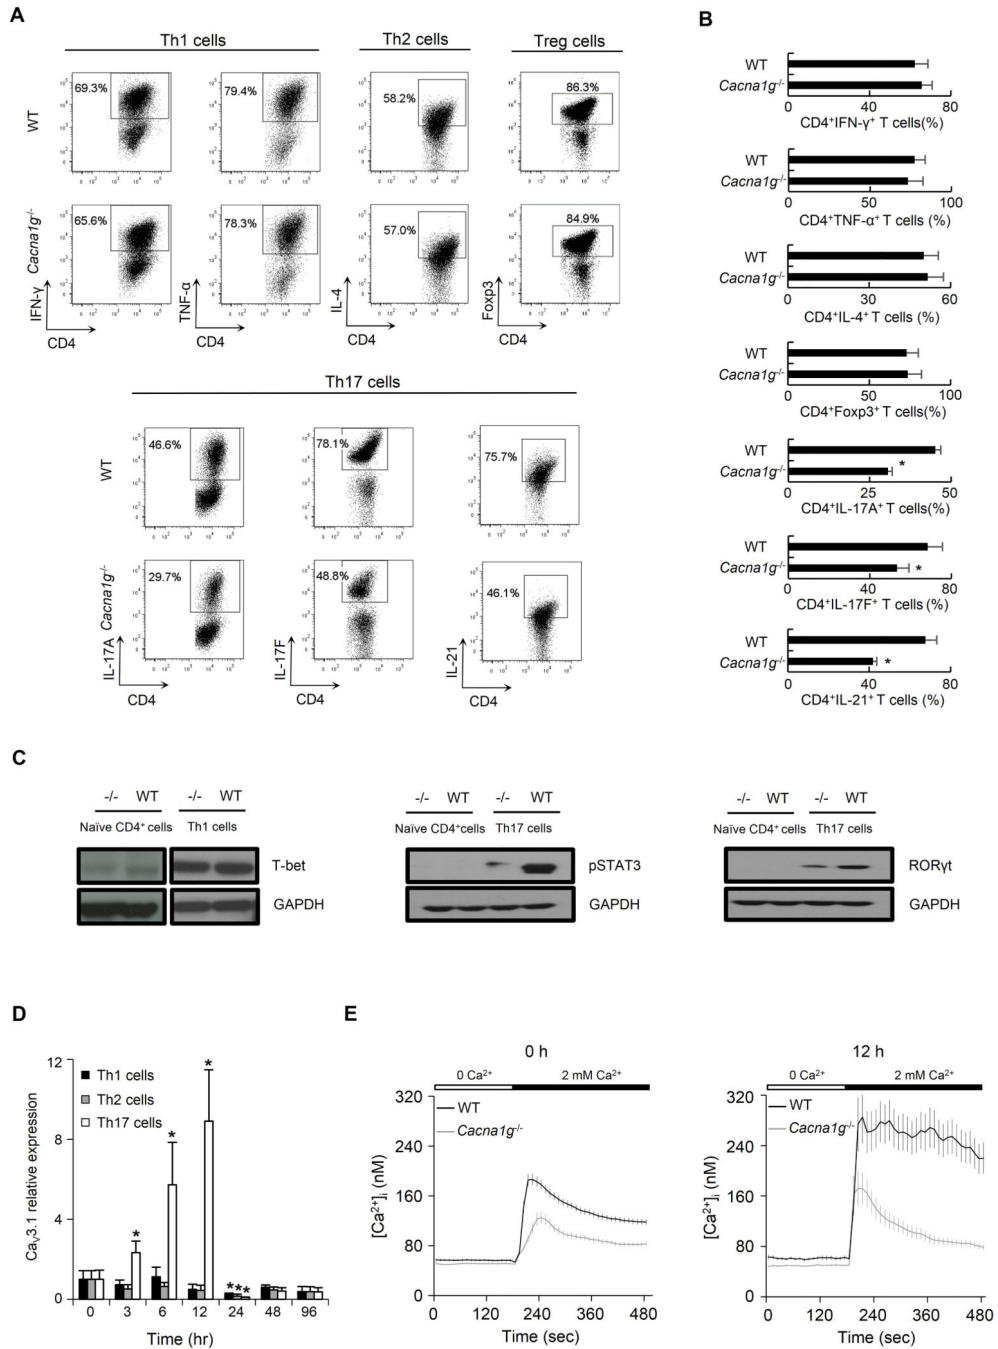 A
Th1 cells
Th2 cells
Treg cells
WT
69.3%
79.4%
58.2%
86.3%
Cacna1g-/-
65.6%
78.3%
57.0%
84.9%
IFN-γ
TNF-α
IL-4
Foxp3
CD4
CD4
CD4
CD4
Th17 cells
WT
46.6%
78.1%
75.7%
Cacna1g-/-
29.7%
48.8%
46.1%
IL-17A
IL-17F
IL-21
CD4
CD4
CD4
B
WT
Cacna1g-/-
0 40 80
CD4+IFN-γ+ T cells(%)
WT
Cacna1g-/-
0 50 100
CD4+TNF-α+ T cells (%)
WT
Cacna1g-/-
0 30 60
CD4+IL-4+ T cells (%)
WT
Cacna1g-/-
0 50 100
CD4+Foxp3+ T cells(%)
WT
Cacna1g-/- *
0 25 50
CD4+IL-17A+ T cells(%)
WT
Cacna1g-/- *
0 40 80
CD4+IL-17F+ T cells (%)
WT
Cacna1g-/- *
0 40 80
CD4+IL-21+ T cells (%)
C
-/- WT -/- WT
Naïve CD4+ cells Th1 cells
T-bet
GAPDH
-/- WT -/- WT
Naïve CD4+cells Th17 cells
pSTAT3
GAPDH
-/- WT -/- WT
Naïve CD4+ cells Th17 cells
RORγt
GAPDH
D
CaV3.1 relative expression
12
8
4
0
Th1 cells
Th2 cells
Th17 cells
* * * * * *
0 3 6 12 24 48 96
Time (hr)
E
0 h
0 Ca2+ 2 mM Ca2+
WT
Cacna1g-/-
[Ca2+]i (nM)
320
240
160
80
0
0 120 240 360 480
Time (sec)
12 h
0 Ca2+ 2 mM Ca2+
WT
Cacna1g-/-
[Ca2+]i (nM)
320
240
160
80
0
0 120 240 360 480
Time (sec)